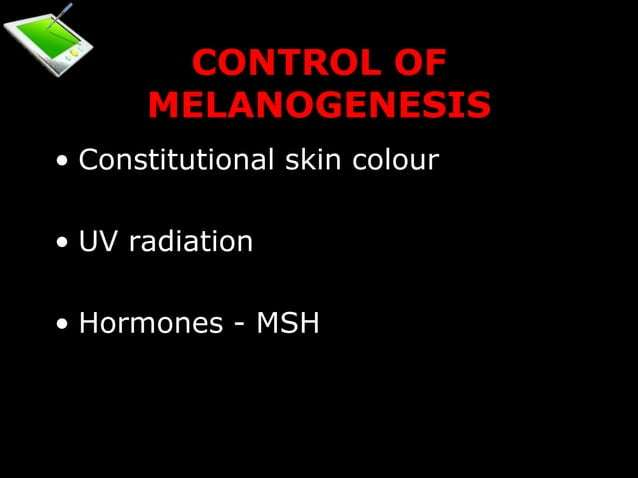 CONTROL OF
MELANOGENESIS
• Constitutional skin colour
• UV radiation
• Hormones - MSH